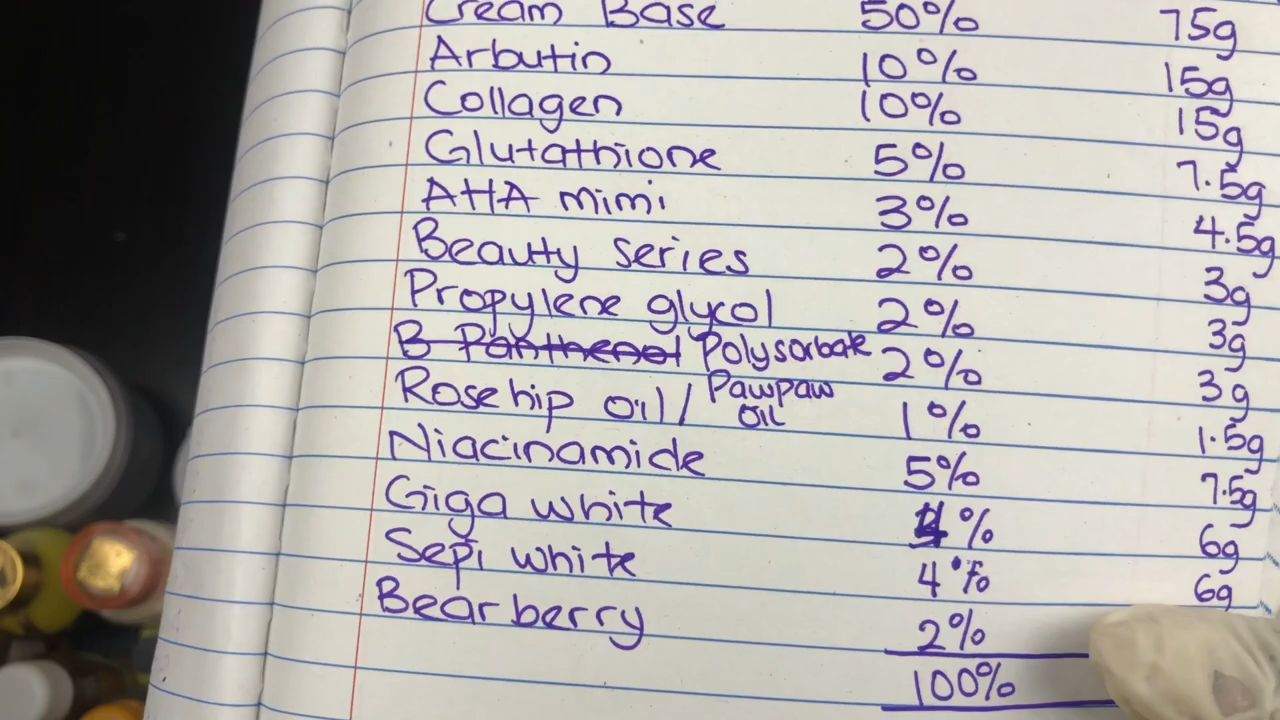 Cream Base 50% 75g
Arbutin 10% 15g
Collagen 10% 15g
Glutathione 5% 7.5g
AHA mimi 3% 4.5g
Beauty series 2% 3g
Propylene glycol 2% 3g
B Panthenol Polysorbate 2% 3g
Rosehip oil / Pawpaw OIL 1% 1.5g
Niacinamide 5% 7.5g
Giga white 4% 6g
Sepi white 4% 6g
Bearberry 2%
100%